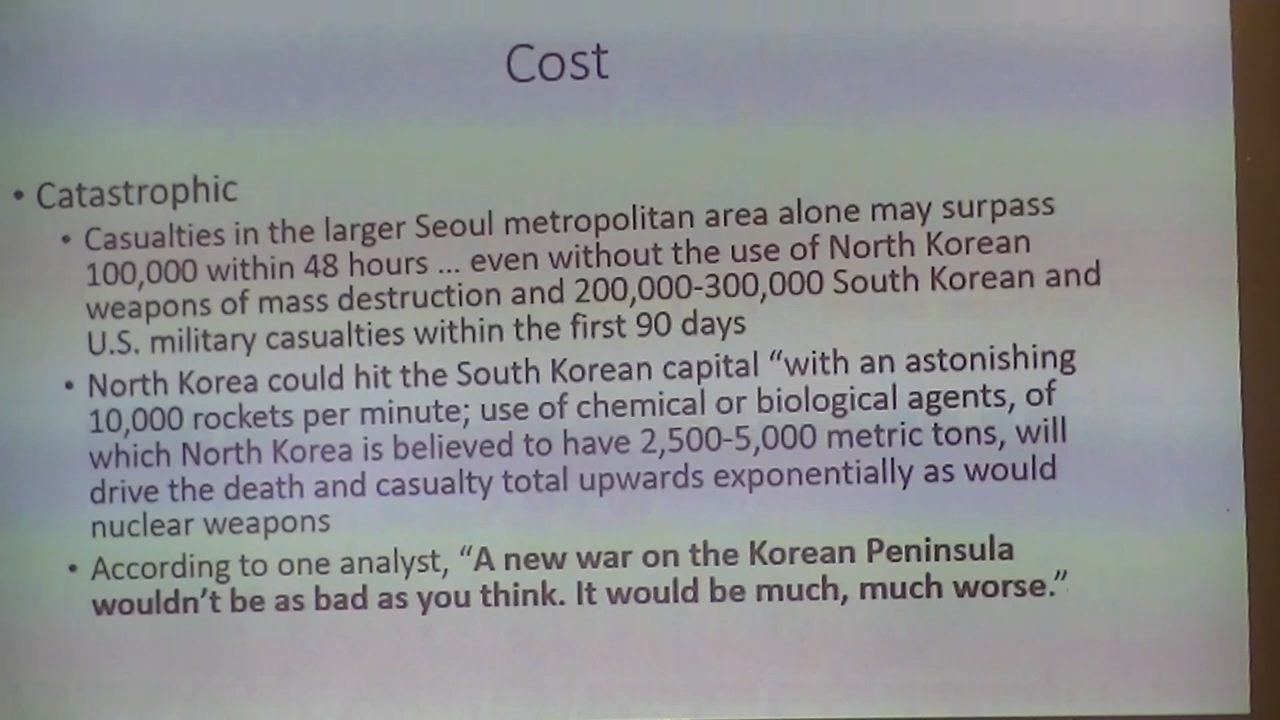 Cost
• Catastrophic
• Casualties in the larger Seoul metropolitan area alone may surpass
100,000 within 48 hours ... even without the use of North Korean
weapons of mass destruction and 200,000-300,000 South Korean and
U.S. military casualties within the first 90 days
• North Korea could hit the South Korean capital “with an astonishing
10,000 rockets per minute; use of chemical or biological agents, of
which North Korea is believed to have 2,500-5,000 metric tons, will
drive the death and casualty total upwards exponentially as would
nuclear weapons
• According to one analyst, “A new war on the Korean Peninsula
wouldn’t be as bad as you think. It would be much, much worse.”